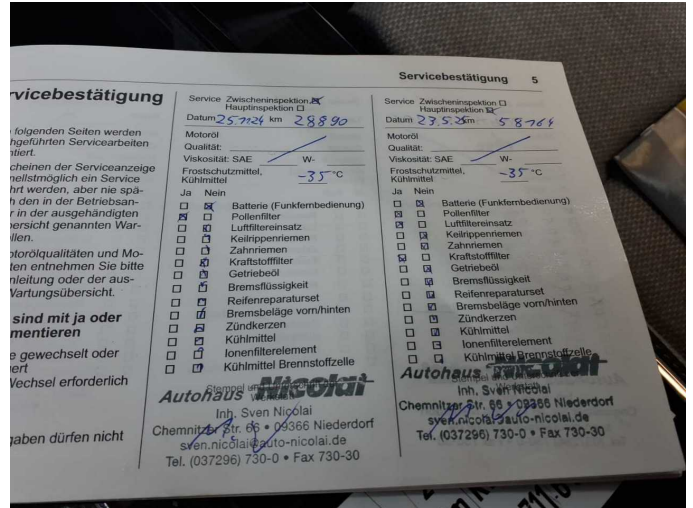 Servicebestätigung 5
rvicebestätigung
folgenden Seiten werden
hgeführten Servicearbeiten
ntiert.
cheinen der Serviceanzeige
nellstmöglich ein Service
hrt werden, aber nie spä-
h den in der Betriebsan-
r in der ausgehändigten
bersicht genannten War-
llen.
otorölqualitäten und Mo-
ten entnehmen Sie bitte
nleitung oder der aus-
Wartungsübersicht.
sind mit ja oder
mentieren
e gewechselt oder
ert
Wechsel erforderlich
gaben dürfen nicht
Service Zwischeninspektion
Hauptinspektion
Datum 25.11.24 km 28890
Motoröl
Qualität:
Viskosität: SAE W-
Frostschutzmittel,
Kühlmittel -35 °C
Ja Nein
Batterie (Funkfernbedienung)
Pollenfilter
Luftfiltereinsatz
Keilrippenriemen
Zahnriemen
Kraftstofffilter
Getriebeöl
Bremsflüssigkeit
Reifenreparaturset
Bremsbeläge vorn/hinten
Zündkerzen
Kühlmittel
Ionenfilterelement
Kühlmittel Brennstoffzelle
Autohaus Nicolai
Inh. Sven Nicolai
Chemnitzer Str. 66 • 09366 Niederdorf
sven.nicolai@auto-nicolai.de
Tel. (037296) 730-0 • Fax 730-30
Service Zwischeninspektion
Hauptinspektion
Datum 23.5.25 km 58764
Motoröl
Qualität:
Viskosität: SAE W-
Frostschutzmittel,
Kühlmittel -35 °C
Ja Nein
Batterie (Funkfernbedienung)
Pollenfilter
Luftfiltereinsatz
Keilrippenriemen
Zahnriemen
Kraftstofffilter
Getriebeöl
Bremsflüssigkeit
Reifenreparaturset
Bremsbeläge vorn/hinten
Zündkerzen
Kühlmittel
Ionenfilterelement
Kühlmittel Brennstoffzelle
Autohaus Nicolai
Inh. Sven Nicolai
Chemnitzer Str. 66 • 09366 Niederdorf
sven.nicolai@auto-nicolai.de
Tel. (037296) 730-0 • Fax 730-30